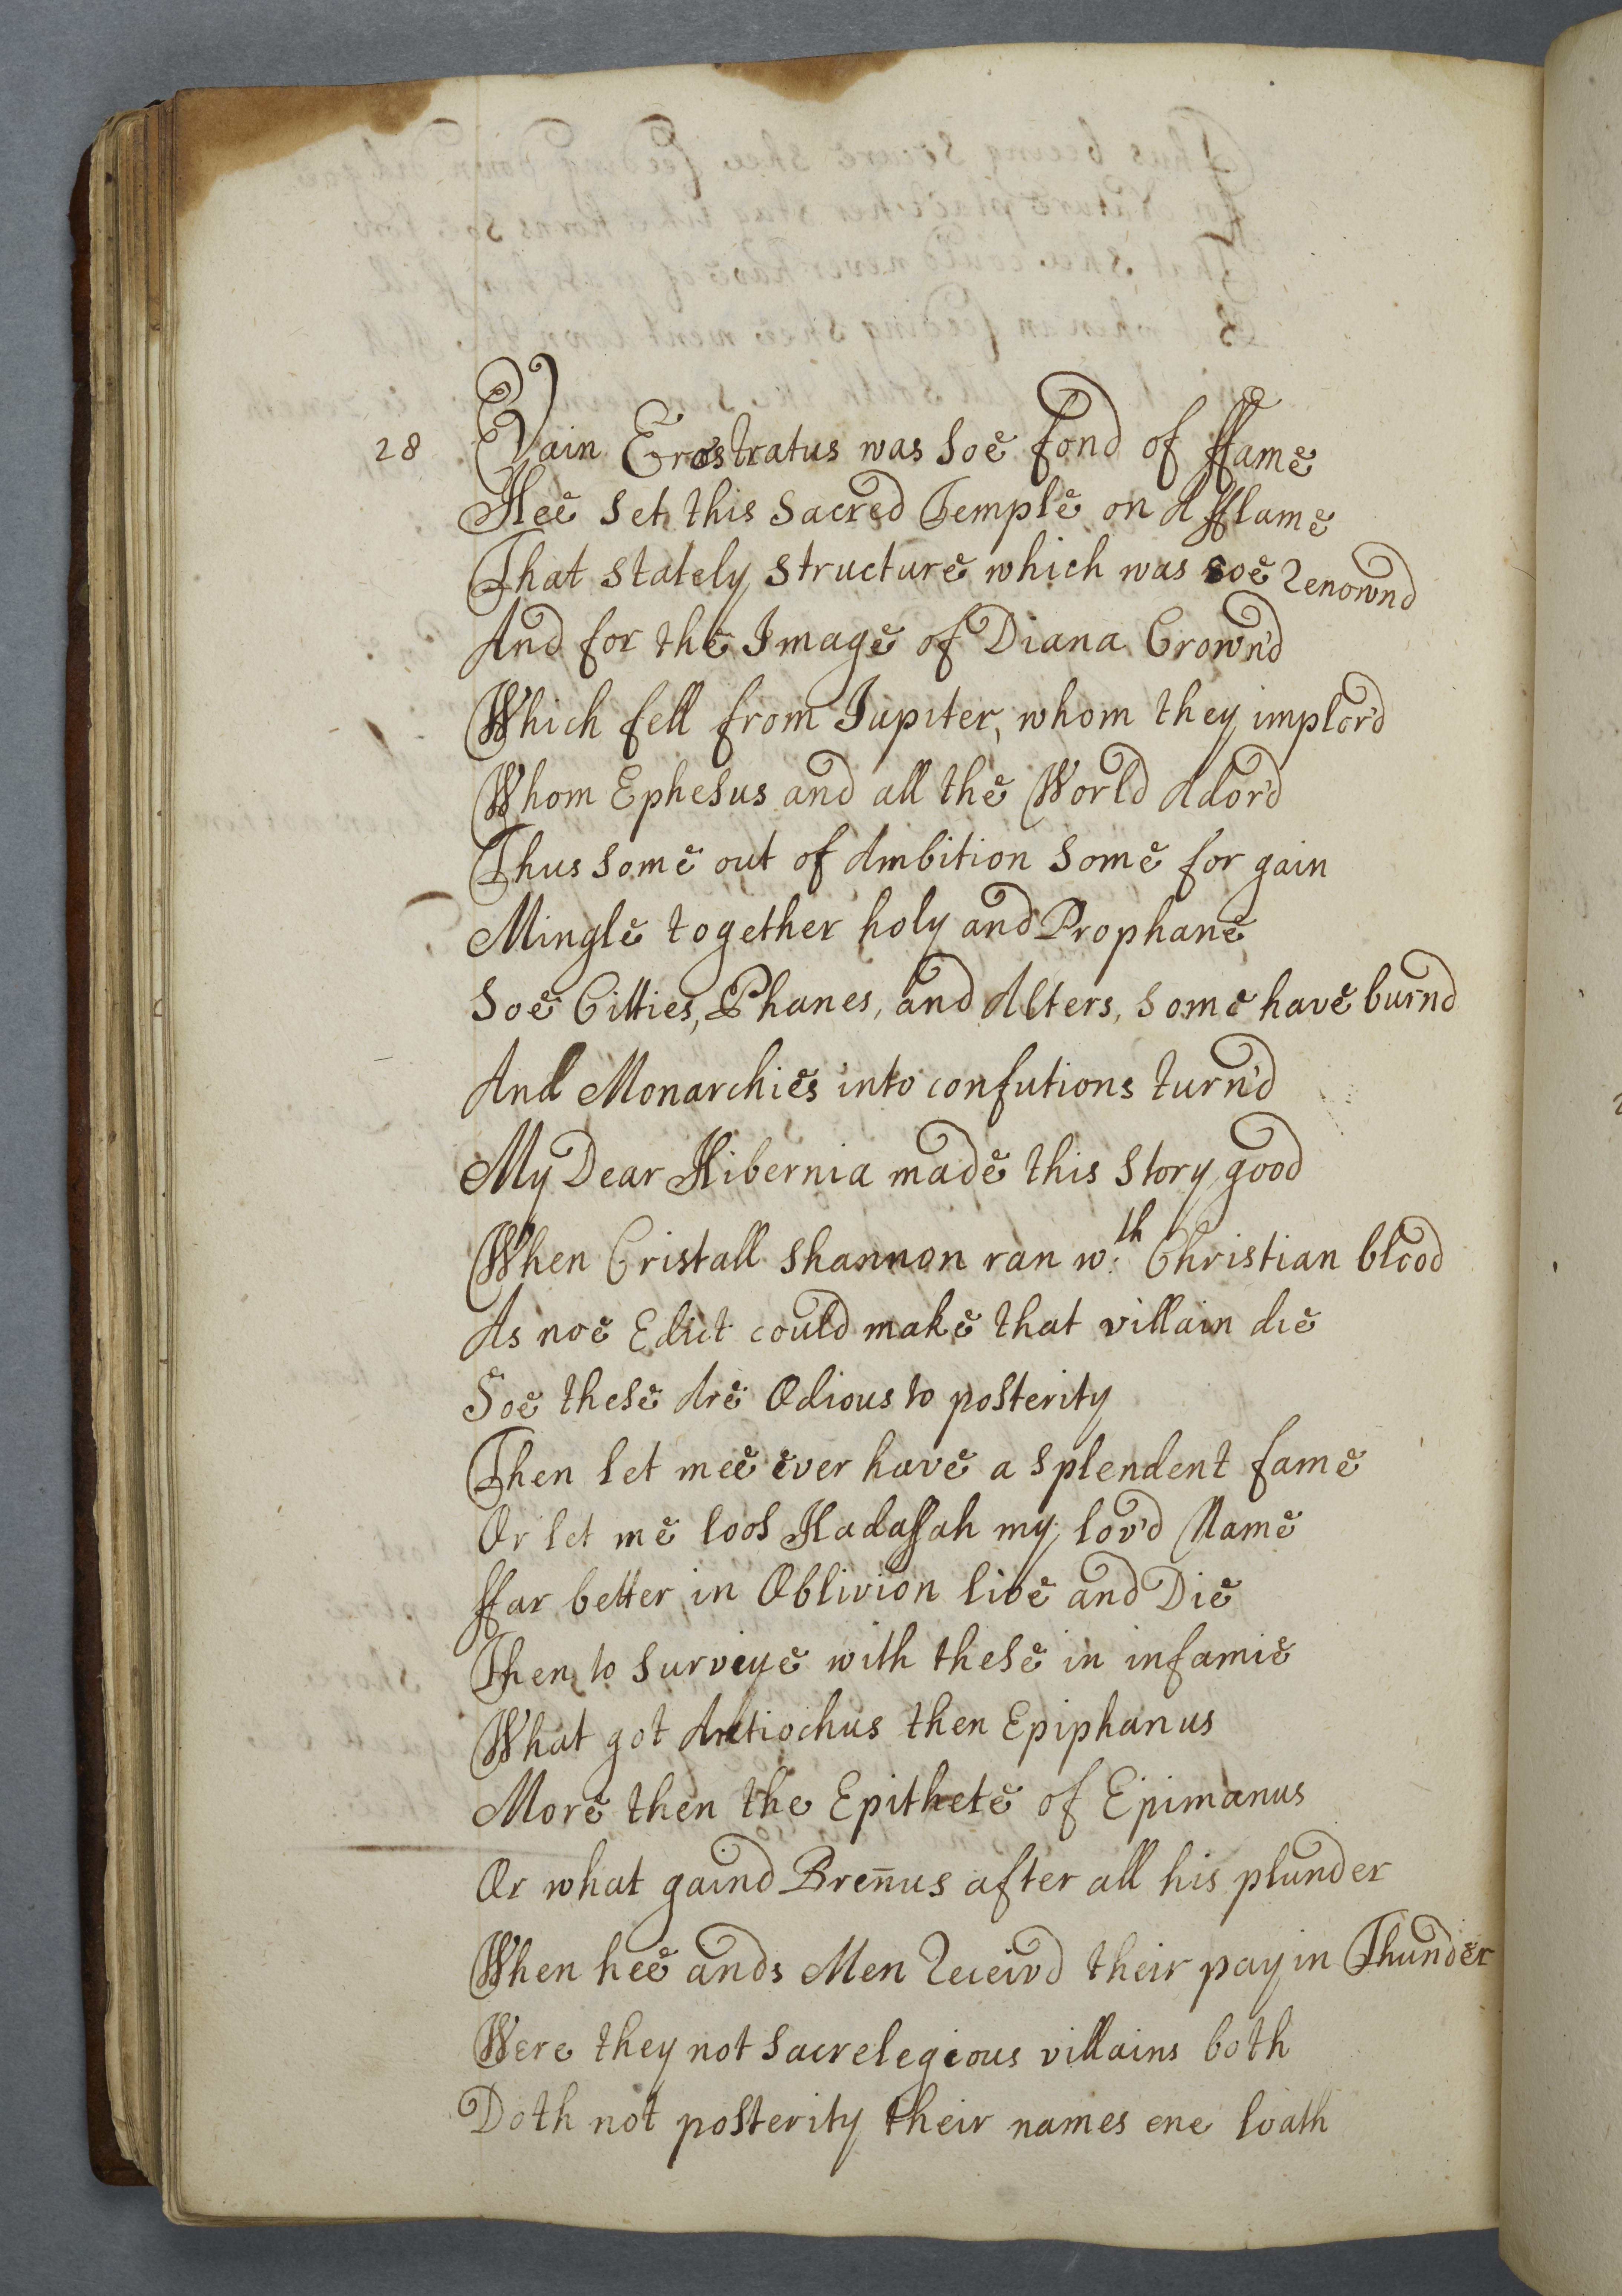 28 Vain Erostratus was soe fond of ffame
Hee set this Sacred Temple on A fflame
That stately structure which was soe Renownd
And for the Image of Diana Crown'd
Which fell from Jupiter, whom they implor'd
Whom Ephesus and all the World Ador'd
Thus some out of Ambition some for gain
Mingle together holy and Prophane
Soe Citties, Phanes, and Alters, some have burnd
And Monarchies into confutions turn'd
My Dear Hibernia made this story good
When Cristall Shannon ran w:th Christian blood
As noe Edict could make that villain die
Soe these Are Odious to posterity
Then let mee ever have a splendent fame
Or let me loos Hadassah my lov'd Name
ffar better in Oblivion live and Die
Then to surveye with these in infamie
What got Antiochus then Epiphanus
More then the Epithete of Epimanus
Or what gaind Breñus after all his plunder
When hee ands Men Receivd their pay in Thunder
Were they not sacrelegious villains both
Doth not posterity their names ene loath